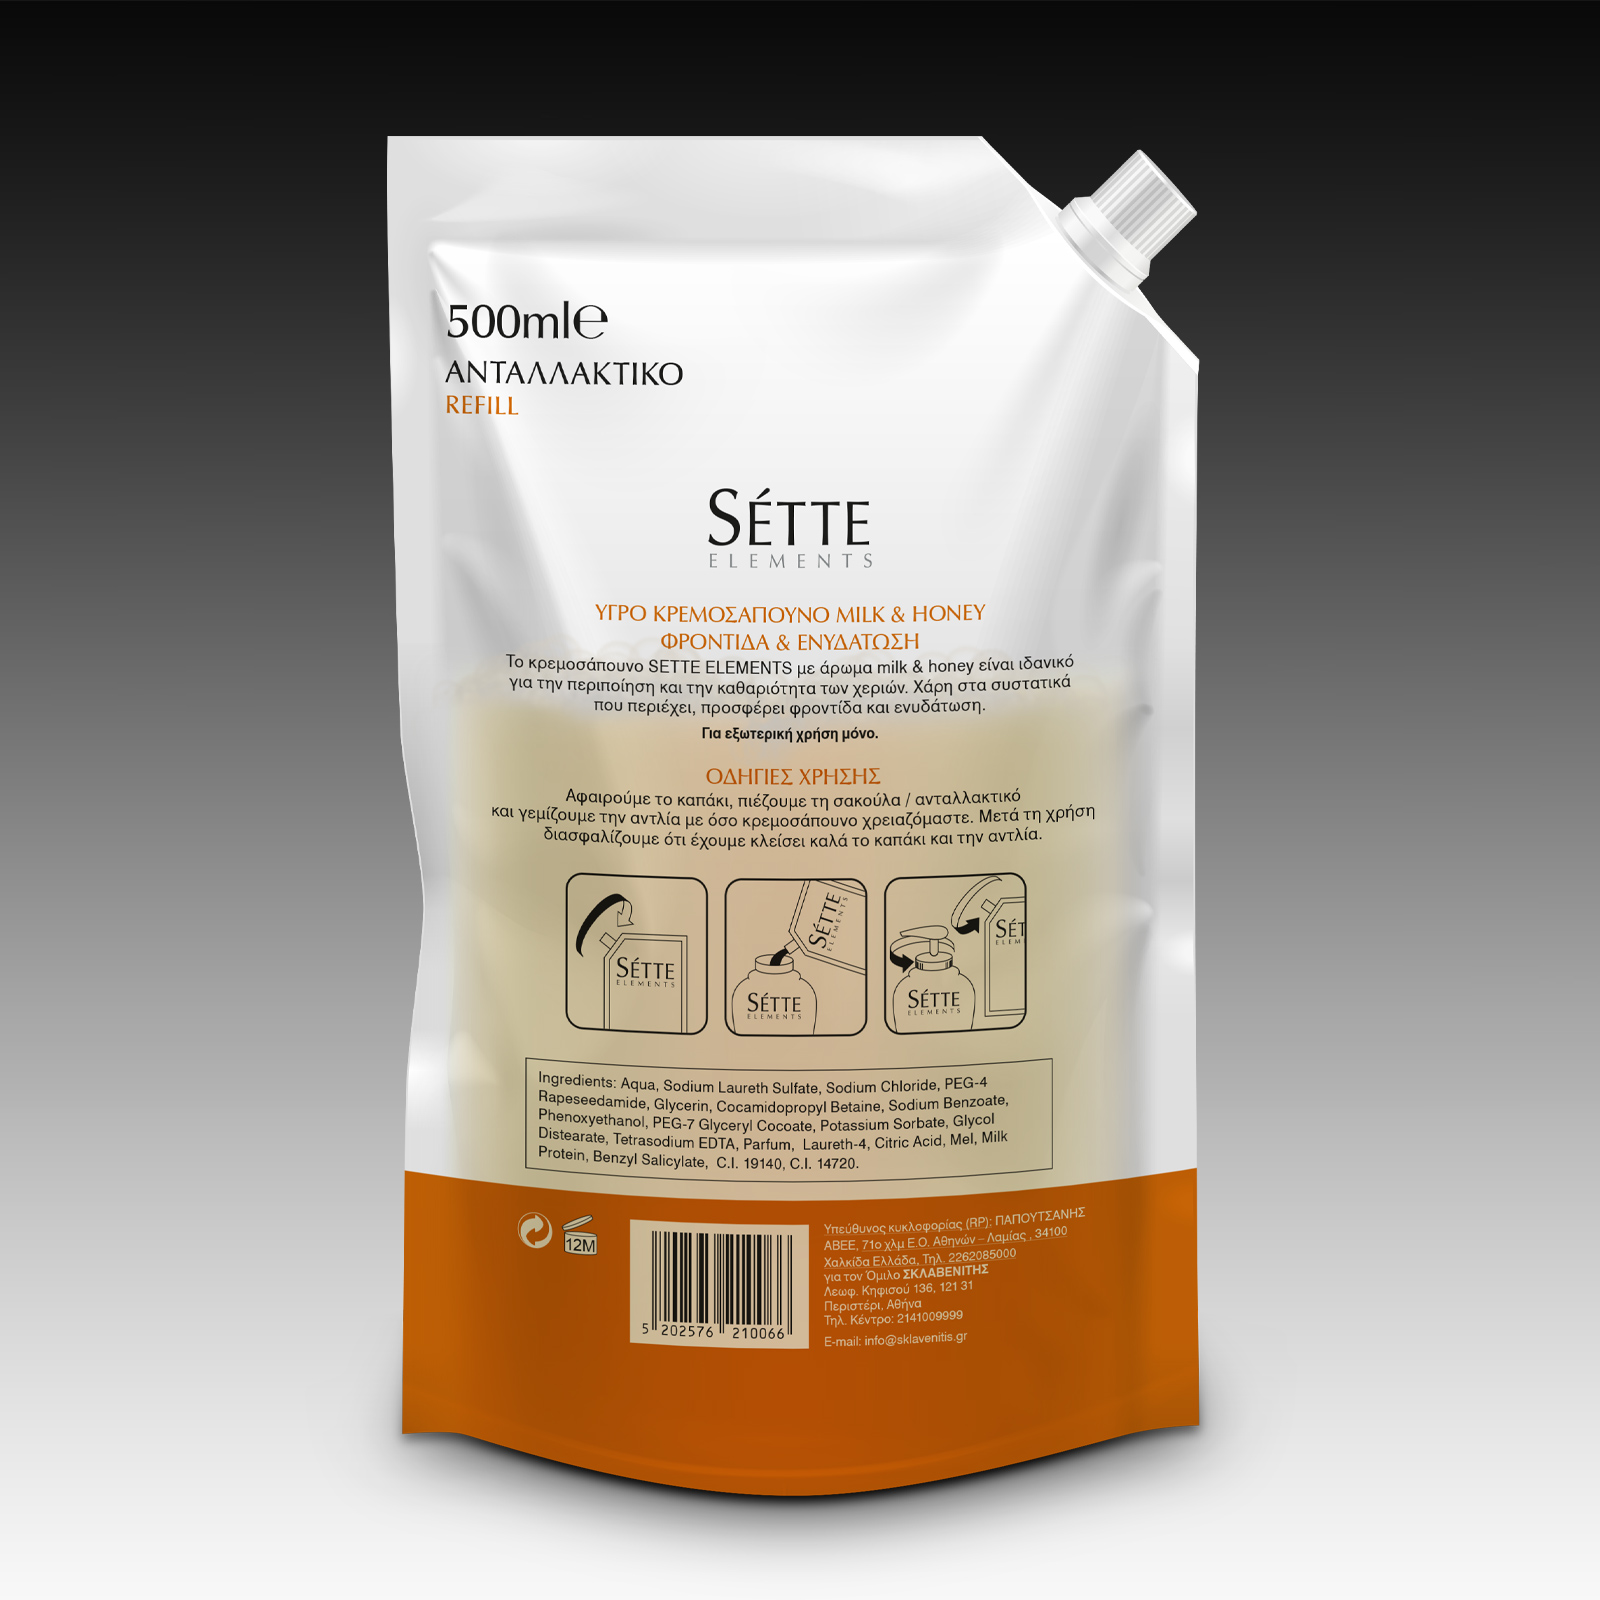 500ml℮
ΑΝΤΑΛΛΑΚΤΙΚΟ
REFILL
SÉTTE
ELEMENTS
ΥΓΡΟ ΚΡΕΜΟΣΑΠΟΥΝΟ MILK & HONEY
ΦΡΟΝΤΙΔΑ & ΕΝΥΔΑΤΩΣΗ
Το κρεμοσάπουνο SETTE ELEMENTS με άρωμα milk & honey είναι ιδανικό
για την περιποίηση και την καθαριότητα των χεριών. Χάρη στα συστατικά
που περιέχει, προσφέρει φροντίδα και ενυδάτωση.
Για εξωτερική χρήση μόνο.
ΟΔΗΓΙΕΣ ΧΡΗΣΗΣ
Αφαιρούμε το καπάκι, πιέζουμε τη σακούλα / ανταλλακτικό
και γεμίζουμε την αντλία με όσο κρεμοσάπουνο χρειαζόμαστε. Μετά τη χρήση
διασφαλίζουμε ότι έχουμε κλείσει καλά το καπάκι και την αντλία.
SÉTTE
ELEMENTS
SÉTTE
ELEMENTS
SÉTTE
ELEMENTS
SÉTTE
ELEMENTS
SÉT
ELEM
Ingredients: Aqua, Sodium Laureth Sulfate, Sodium Chloride, PEG-4
Rapeseedamide, Glycerin, Cocamidopropyl Betaine, Sodium Benzoate,
Phenoxyethanol, PEG-7 Glyceryl Cocoate, Potassium Sorbate, Glycol
Distearate, Tetrasodium EDTA, Parfum, Laureth-4, Citric Acid, Mel, Milk
Protein, Benzyl Salicylate, C.I. 19140, C.I. 14720.
12M
5 202576 210066
Υπεύθυνος κυκλοφορίας (RP): ΠΑΠΟΥΤΣΑΝΗΣ
ΑΒΕΕ, 71ο χλμ Ε.Ο. Αθηνών – Λαμίας , 34100
Χαλκίδα Ελλάδα, Τηλ. 2262085000
για τον Όμιλο ΣΚΛΑΒΕΝΙΤΗΣ
Λεωφ. Κηφισού 136, 121 31
Περιστέρι, Αθήνα
Τηλ. Κέντρο: 2141009999
E-mail: info@sklavenitis.gr